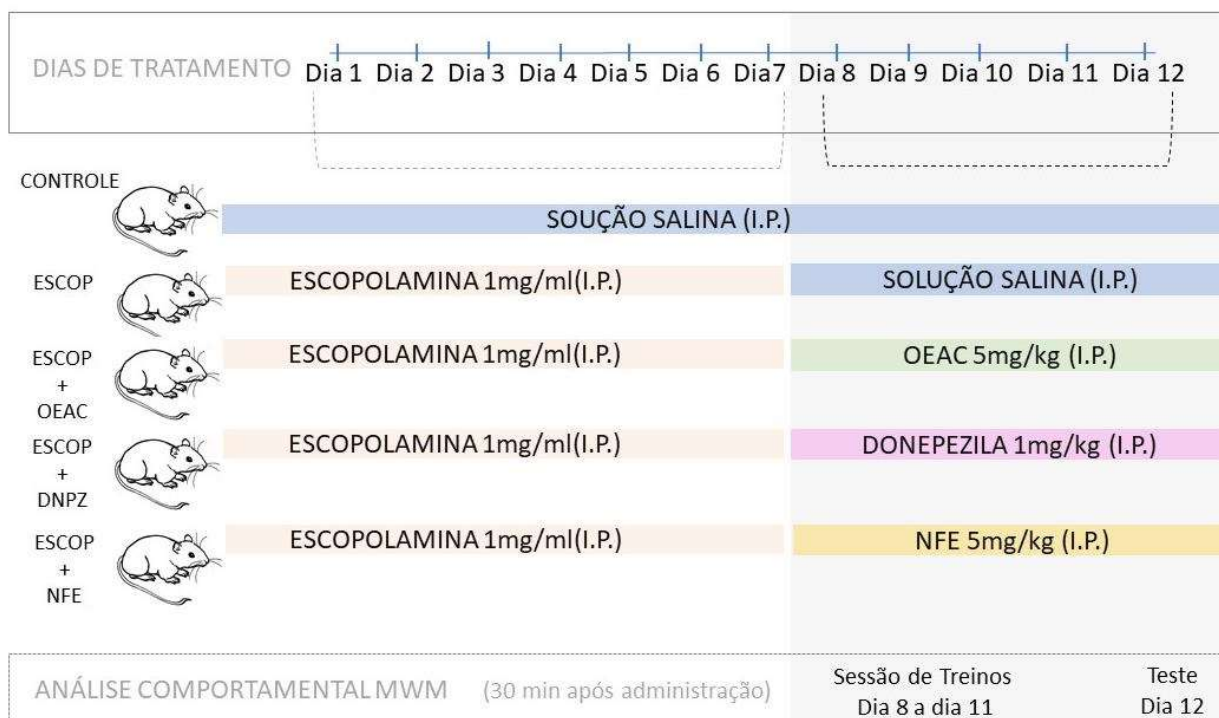 DIAS DE TRATAMENTO
Dia 1 Dia 2 Dia 3 Dia 4 Dia 5 Dia 6 Dia7 Dia 8 Dia 9 Dia 10 Dia 11 Dia 12
CONTROLE
SOUÇÃO SALINA (I.P.)
ESCOP
ESCOPOLAMINA 1mg/ml(I.P.)
SOLUÇÃO SALINA (I.P.)
ESCOP
+
OEAC
ESCOPOLAMINA 1mg/ml(I.P.)
OEAC 5mg/kg (I.P.)
ESCOP
+
DNPZ
ESCOPOLAMINA 1mg/ml(I.P.)
DONEPEZILA 1mg/kg (I.P.)
ESCOP
+
NFE
ESCOPOLAMINA 1mg/ml(I.P.)
NFE 5mg/kg (I.P.)
ANÁLISE COMPORTAMENTAL MWM (30 min após administração)
Sessão de Treinos
Dia 8 a dia 11
Teste
Dia 12